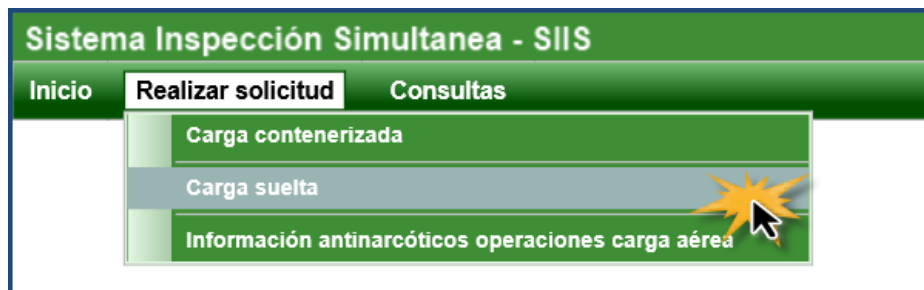 Sistema Inspección Simultanea - SIIS
Inicio Realizar solicitud Consultas
Carga contenerizada
Carga suelta
Información antinarcóticos operaciones carga aérea